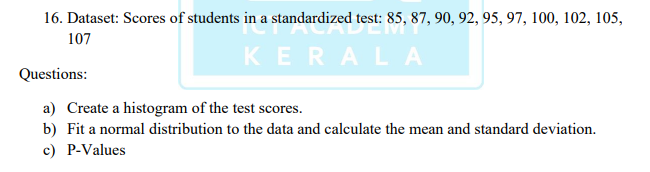 16. Dataset: Scores of students in a standardized test: 85, 87, 90, 92, 95, 97, 100, 102, 105,
107
ICT ACADEMY
KERALA
Questions:
a) Create a histogram of the test scores.
b) Fit a normal distribution to the data and calculate the mean and standard deviation.
c) P-Values